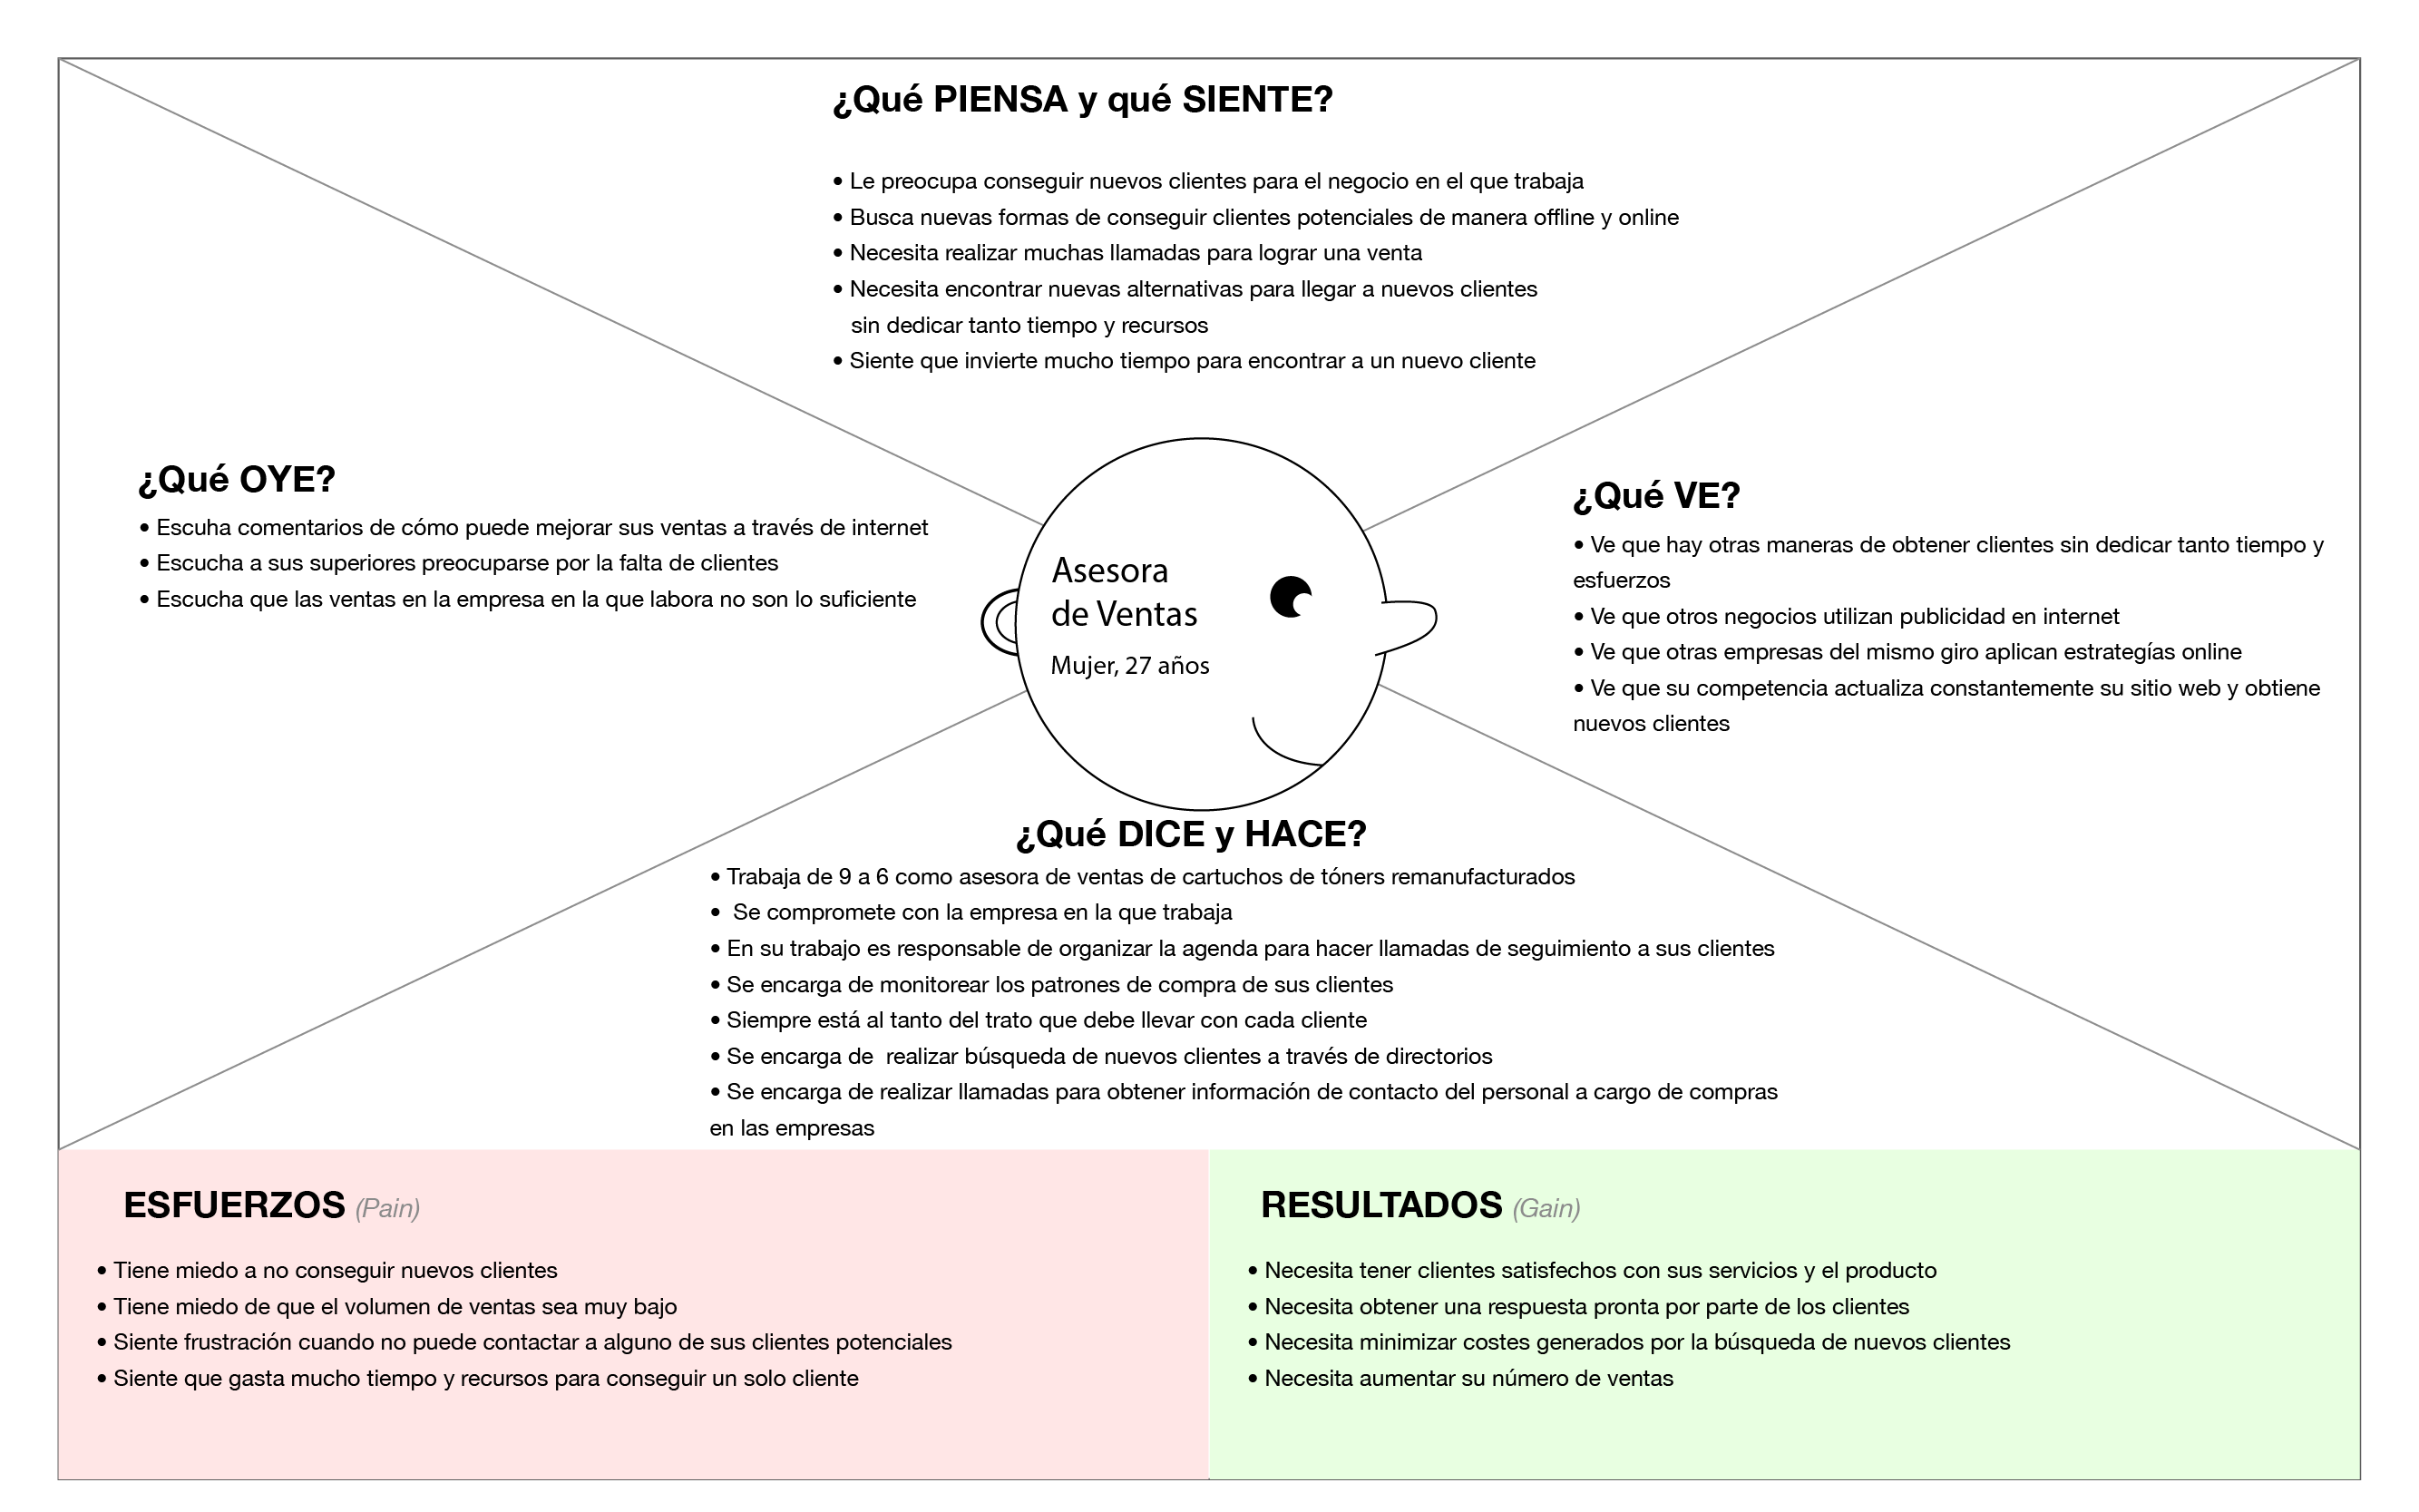 ¿Qué PIENSA y qué SIENTE?
• Le preocupa conseguir nuevos clientes para el negocio en el que trabaja
• Busca nuevas formas de conseguir clientes potenciales de manera offline y online
• Necesita realizar muchas llamadas para lograr una venta
• Necesita encontrar nuevas alternativas para llegar a nuevos clientes
sin dedicar tanto tiempo y recursos
• Siente que invierte mucho tiempo para encontrar a un nuevo cliente
¿Qué OYE?
• Escuha comentarios de cómo puede mejorar sus ventas a través de internet
• Escucha a sus superiores preocuparse por la falta de clientes
• Escucha que las ventas en la empresa en la que labora no son lo suficiente
Asesora
de Ventas
Mujer, 27 años
¿Qué VE?
• Ve que hay otras maneras de obtener clientes sin dedicar tanto tiempo y
esfuerzos
• Ve que otros negocios utilizan publicidad en internet
• Ve que otras empresas del mismo giro aplican estrategías online
• Ve que su competencia actualiza constantemente su sitio web y obtiene
nuevos clientes
¿Qué DICE y HACE?
• Trabaja de 9 a 6 como asesora de ventas de cartuchos de tóners remanufacturados
• Se compromete con la empresa en la que trabaja
• En su trabajo es responsable de organizar la agenda para hacer llamadas de seguimiento a sus clientes
• Se encarga de monitorear los patrones de compra de sus clientes
• Siempre está al tanto del trato que debe llevar con cada cliente
• Se encarga de realizar búsqueda de nuevos clientes a través de directorios
• Se encarga de realizar llamadas para obtener información de contacto del personal a cargo de compras
en las empresas
ESFUERZOS (Pain)
• Tiene miedo a no conseguir nuevos clientes
• Tiene miedo de que el volumen de ventas sea muy bajo
• Siente frustración cuando no puede contactar a alguno de sus clientes potenciales
• Siente que gasta mucho tiempo y recursos para conseguir un solo cliente
RESULTADOS (Gain)
• Necesita tener clientes satisfechos con sus servicios y el producto
• Necesita obtener una respuesta pronta por parte de los clientes
• Necesita minimizar costes generados por la búsqueda de nuevos clientes
• Necesita aumentar su número de ventas